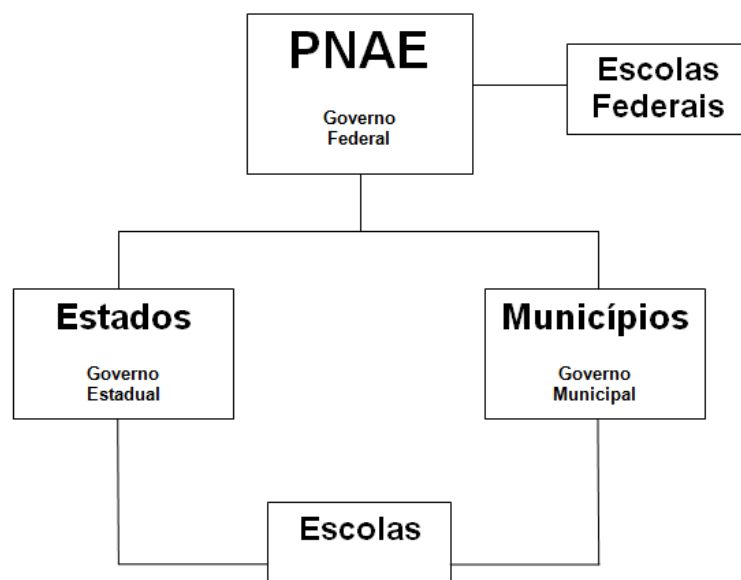 PNAE
Governo
Federal
Escolas
Federais
Estados
Governo
Estadual
Municípios
Governo
Municipal
Escolas